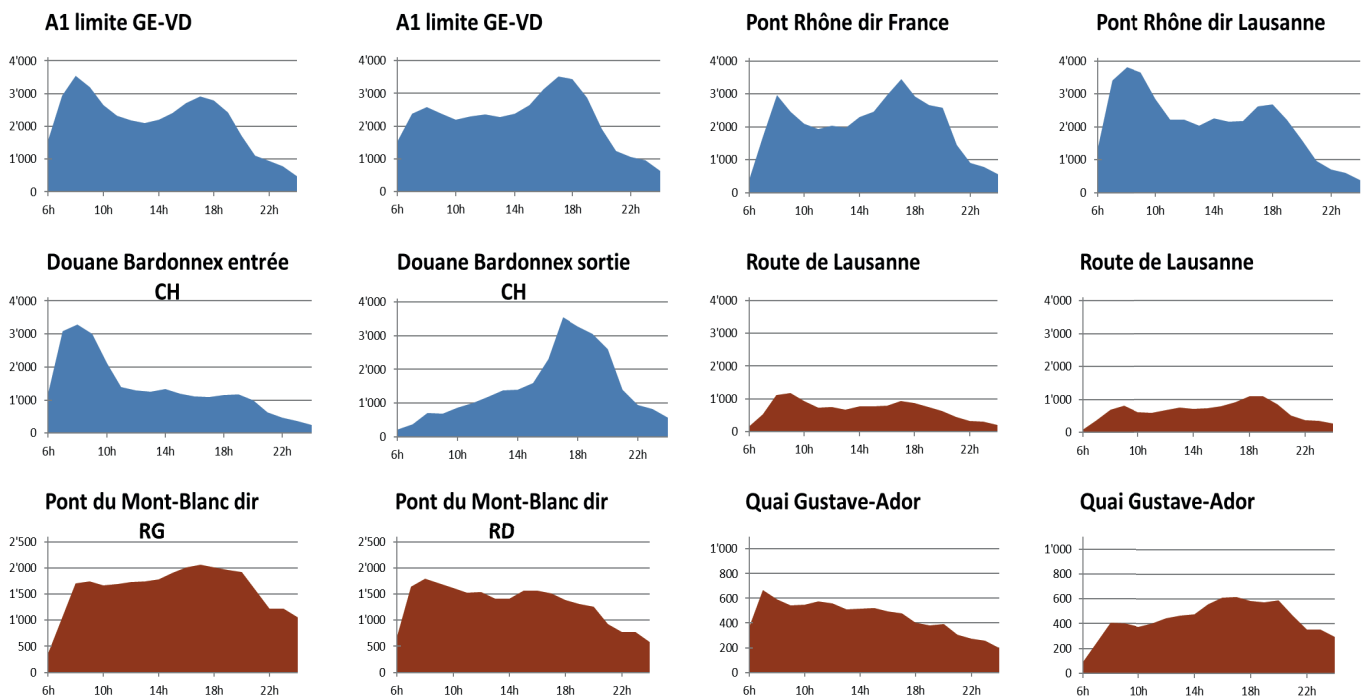 A1 limite GE-VD
4'000
3'000
2'000
1'000
0
6h 10h 14h 18h 22h
A1 limite GE-VD
4'000
3'000
2'000
1'000
0
6h 10h 14h 18h 22h
Pont Rhône dir France
4'000
3'000
2'000
1'000
0
6h 10h 14h 18h 22h
Pont Rhône dir Lausanne
4'000
3'000
2'000
1'000
0
6h 10h 14h 18h 22h
Douane Bardonnex entrée
CH
4'000
3'000
2'000
1'000
0
6h 10h 14h 18h 22h
Douane Bardonnex sortie
CH
4'000
3'000
2'000
1'000
0
6h 10h 14h 18h 22h
Route de Lausanne
4'000
3'000
2'000
1'000
0
6h 10h 14h 18h 22h
Route de Lausanne
4'000
3'000
2'000
1'000
0
6h 10h 14h 18h 22h
Pont du Mont-Blanc dir
RG
2'500
2'000
1'500
1'000
500
0
6h 10h 14h 18h 22h
Pont du Mont-Blanc dir
RD
2'500
2'000
1'500
1'000
500
0
6h 10h 14h 18h 22h
Quai Gustave-Ador
1'000
800
600
400
200
0
6h 10h 14h 18h 22h
Quai Gustave-Ador
1'000
800
600
400
200
0
6h 10h 14h 18h 22h